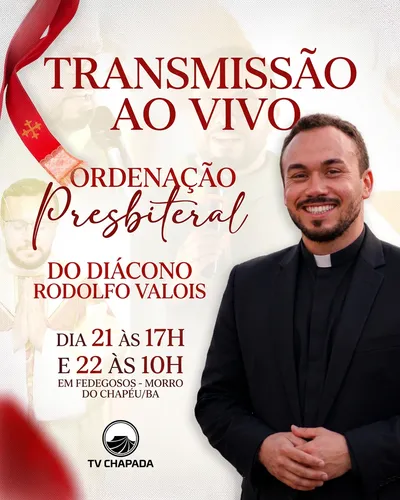 TRANSMISSÃO
AO VIVO
ORDENAÇÃO
Presbiteral
DO DIÁCONO
RODOLFO VALOIS
DIA 21 ÀS 17H
E 22 ÀS 10H
EM FEDEGOSOS - MORRO
DO CHAPÉU/BA
TV CHAPADA